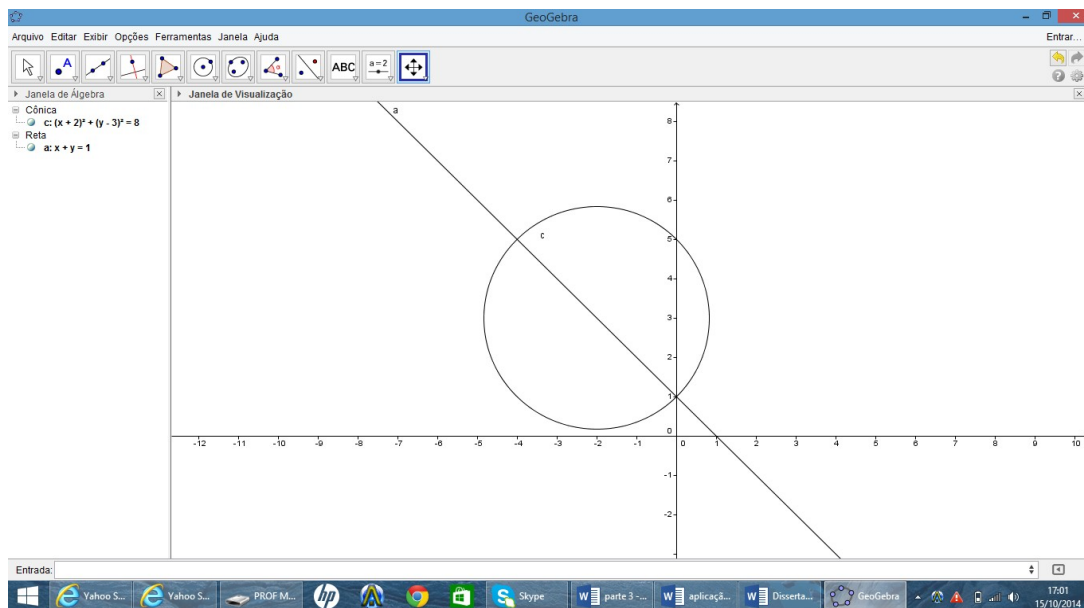 GeoGebra
Arquivo Editar Exibir Opções Ferramentas Janela Ajuda
Entrar...
A
ABC
a=2
Janela de Álgebra
Janela de Visualização
Cônica
c: (x + 2)² + (y - 3)² = 8
Reta
a: x + y = 1
a
c
8
7
6
5
4
3
2
1
0
-1
-2
-12 -11 -10 -9 -8 -7 -6 -5 -4 -3 -2 -1 0 1 2 3 4 5 6 7 8 9 10
Entrada:
Yahoo S... Yahoo S... PROF M... hp Skype parte 3 -... aplicaçã... Disserta... GeoGebra 17:01
15/10/2014